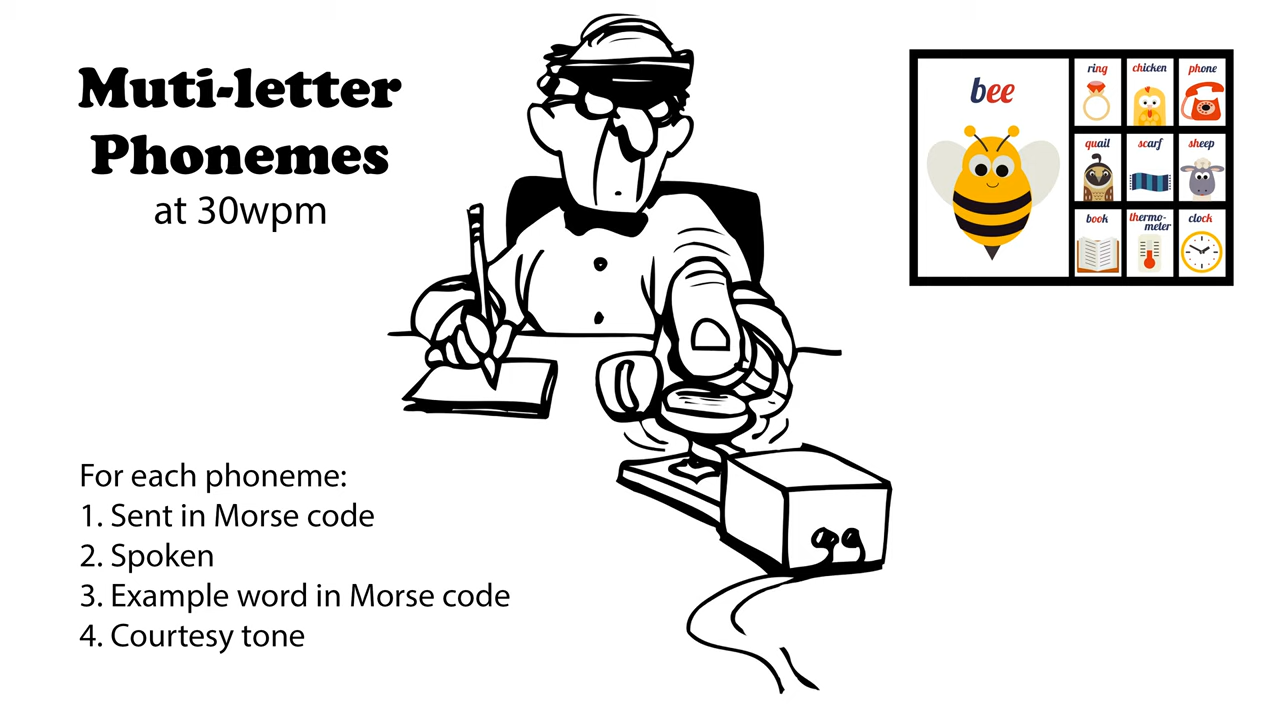 Muti-letter
Phonemes
at 30wpm
bee
ring
chicken
phone
quail
scarf
sheep
book
thermo-
meter
clock
For each phoneme:
1. Sent in Morse code
2. Spoken
3. Example word in Morse code
4. Courtesy tone